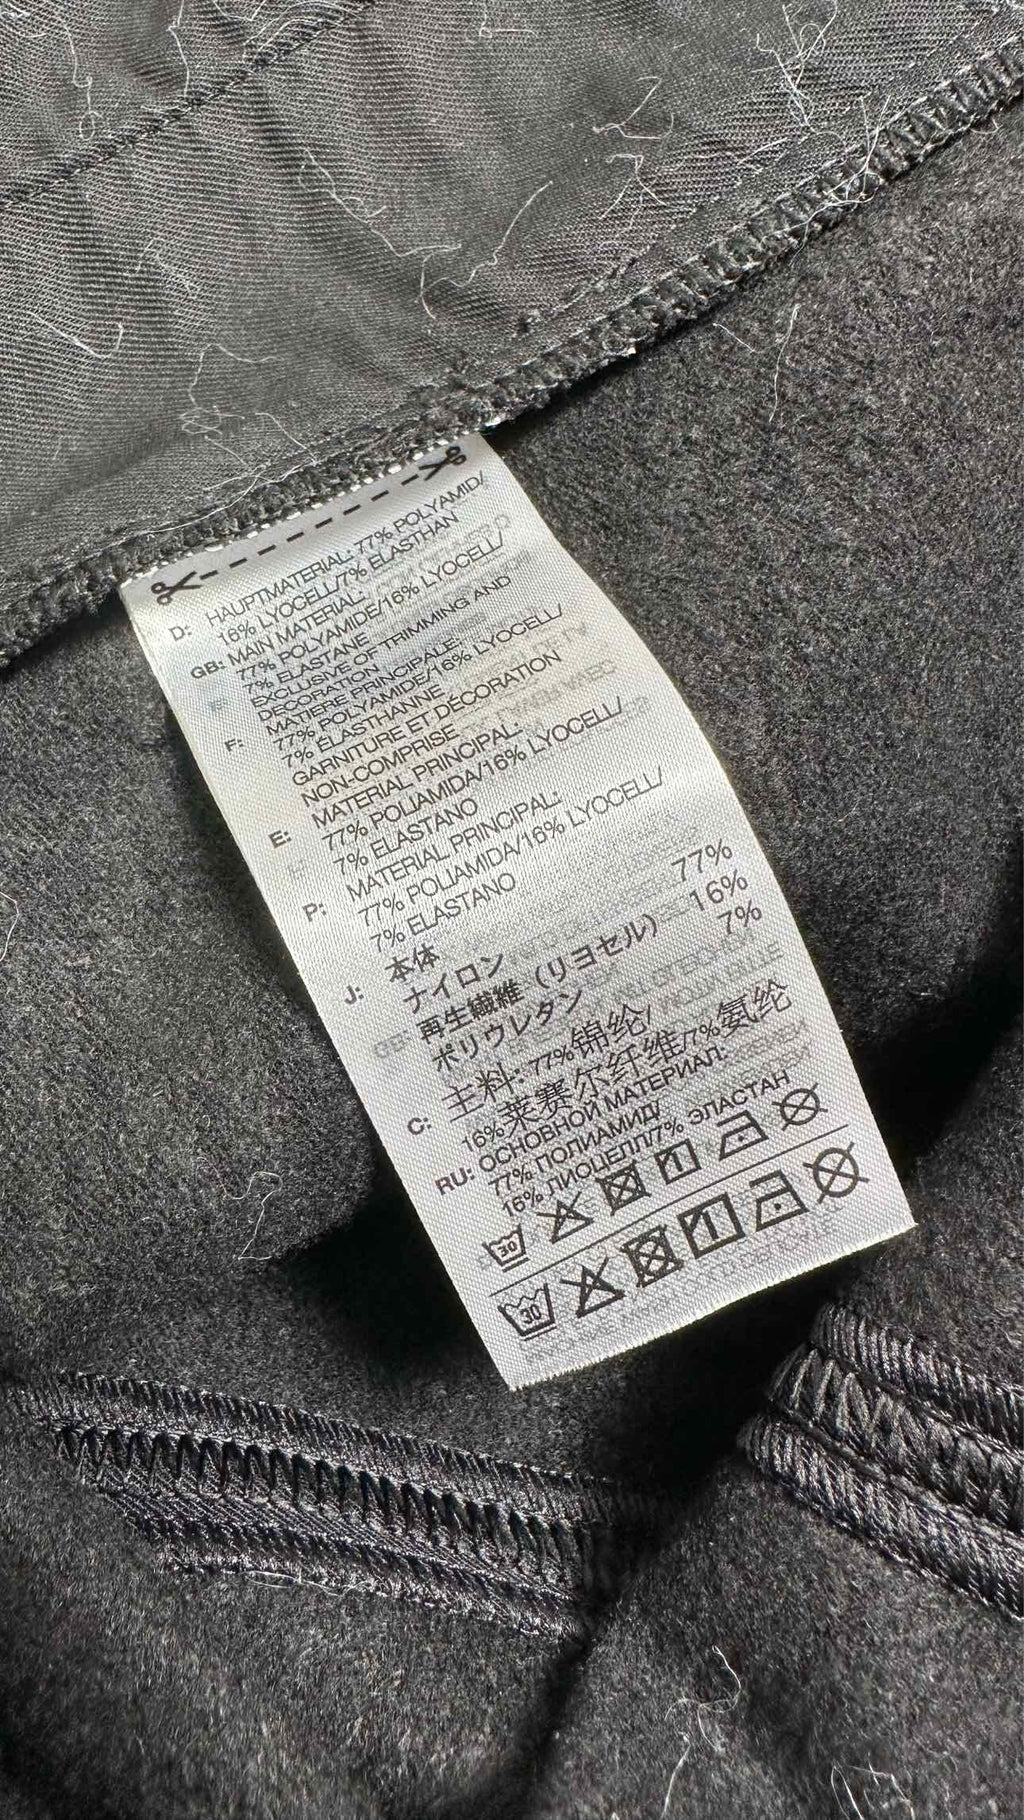 D: HAUPTMATERIAL: 77% POLYAMID/
16% LYOCELL/7% ELASTHAN
GB: MAIN MATERIAL:
77% POLYAMIDE/16% LYOCELL/
7% ELASTANE
EXCLUSIVE OF TRIMMING AND
DECORATION
F: MATIERE PRINCIPALE:
77% POLYAMIDE/16% LYOCELL/
7% ÉLASTHANNE
GARNITURE ET DÉCORATION
NON-COMPRISE
E: MATERIAL PRINCIPAL:
77% POLIAMIDA/16% LYOCELL/
7% ELASTANO
P: MATERIAL PRINCIPAL:
77% POLIAMIDA/16% LYOCELL/
7% ELASTANO
J: 本体
ナイロン 77%
再生繊維（リヨセル） 16%
ポリウレタン 7%
C: 主料: 77%锦纶/
16%莱赛尔纤维/7%氨纶
RU: ОСНОВНОЙ МАТЕРИАЛ:
77% ПОЛИАМИД/
16% ЛИОЦЕЛЛ/7% ЭЛАСТАН
30 1
30 1